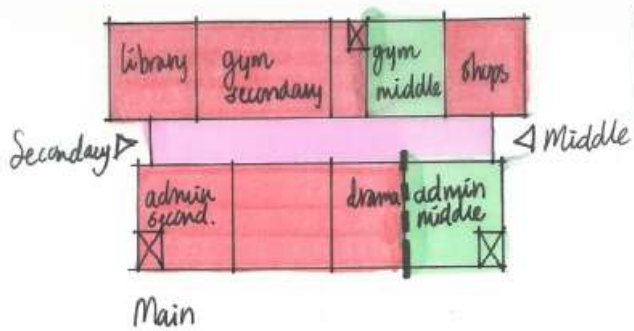 library
gym
secondary
gym
middle
shops
Secondary
Middle
admin
second.
drama
admin
middle
Main